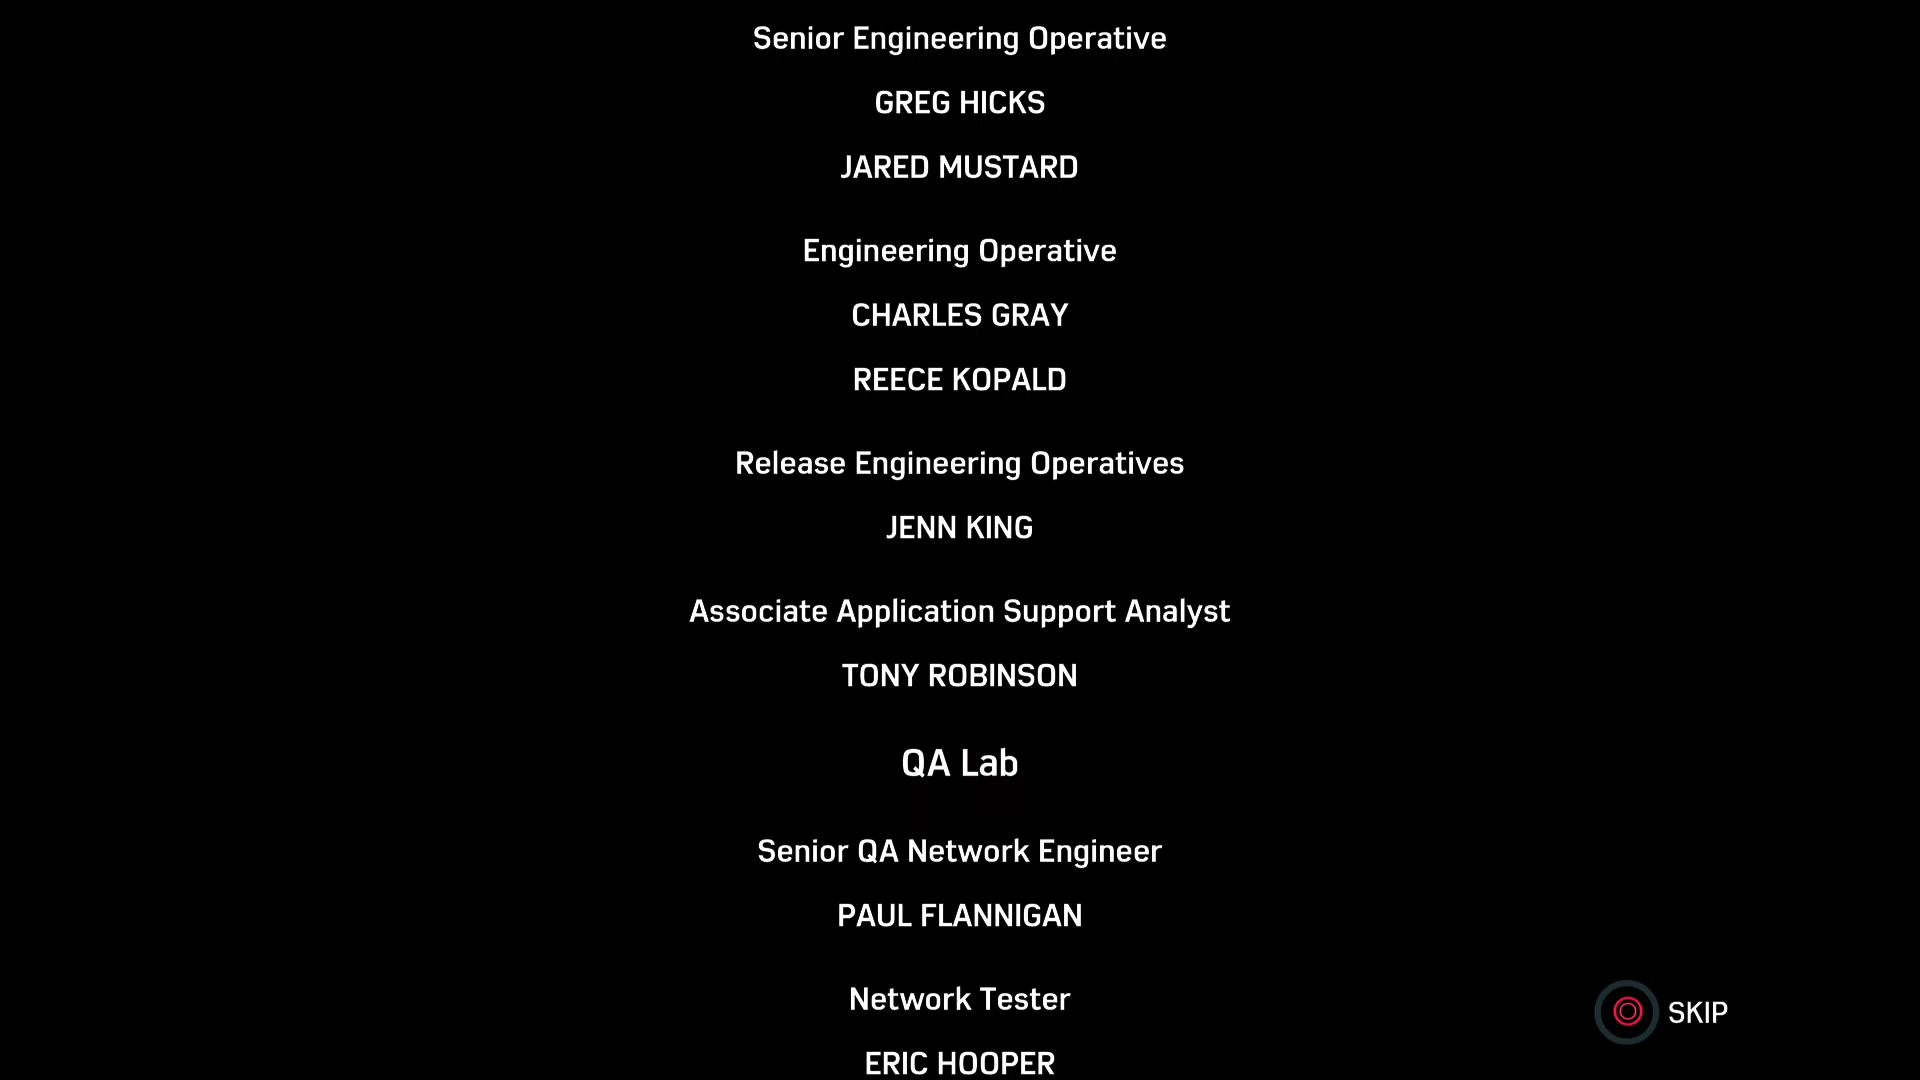 Senior Engineering Operative
GREG HICKS
JARED MUSTARD
Engineering Operative
CHARLES GRAY
REECE KOPALD
Release Engineering Operatives
JENN KING
Associate Application Support Analyst
TONY ROBINSON
QA Lab
Senior QA Network Engineer
PAUL FLANNIGAN
Network Tester
ERIC HOOPER
SKIP